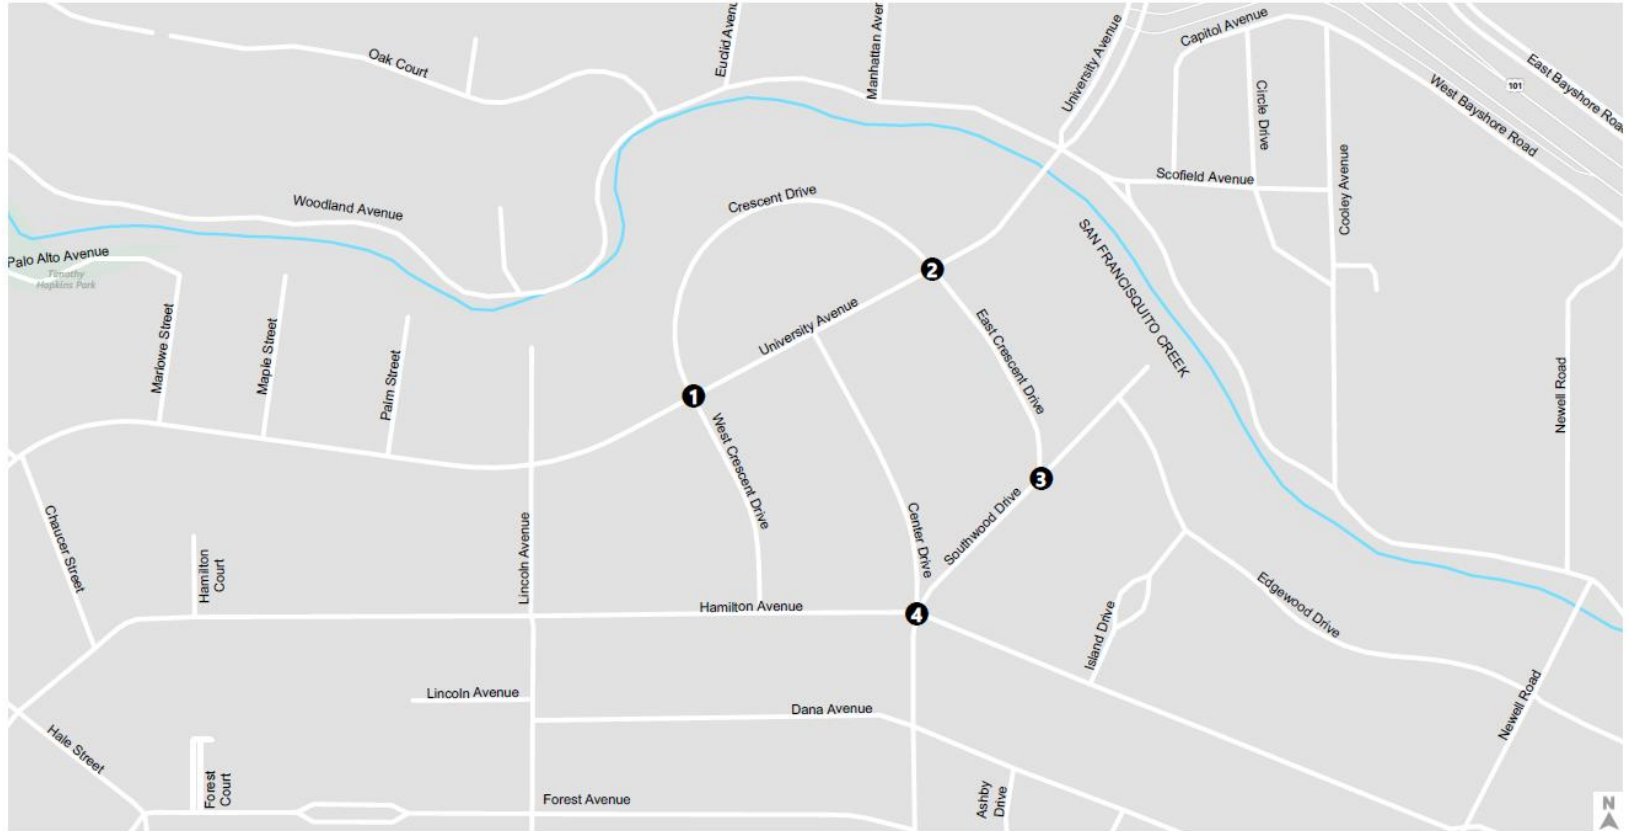 Oak Court
Euclid Avenu
Manhattan Aver
University Avenue
Capitol Avenue
East Bayshore Roa
101
West Bayshore Road
Circle Drive
Cooley Avenue
Scofield Avenue
Woodland Avenue
Crescent Drive
Palo Alto Avenue
Timothy
Hopkins Park
SAN FRANCISQUITO CREEK
2
University Avenue
East Crescent Drive
Marlowe Street
Maple Street
Palm Street
1
West Crescent Drive
Newell Road
3
Southwood Drive
Center Drive
Chaucer Street
Hamilton
Court
Lincoln Avenue
Hamilton Avenue
4
Island Drive
Edgewood Drive
Lincoln Avenue
Dana Avenue
Newell Road
Hale Street
Forest
Court
Forest Avenue
Ashby
Drive
N